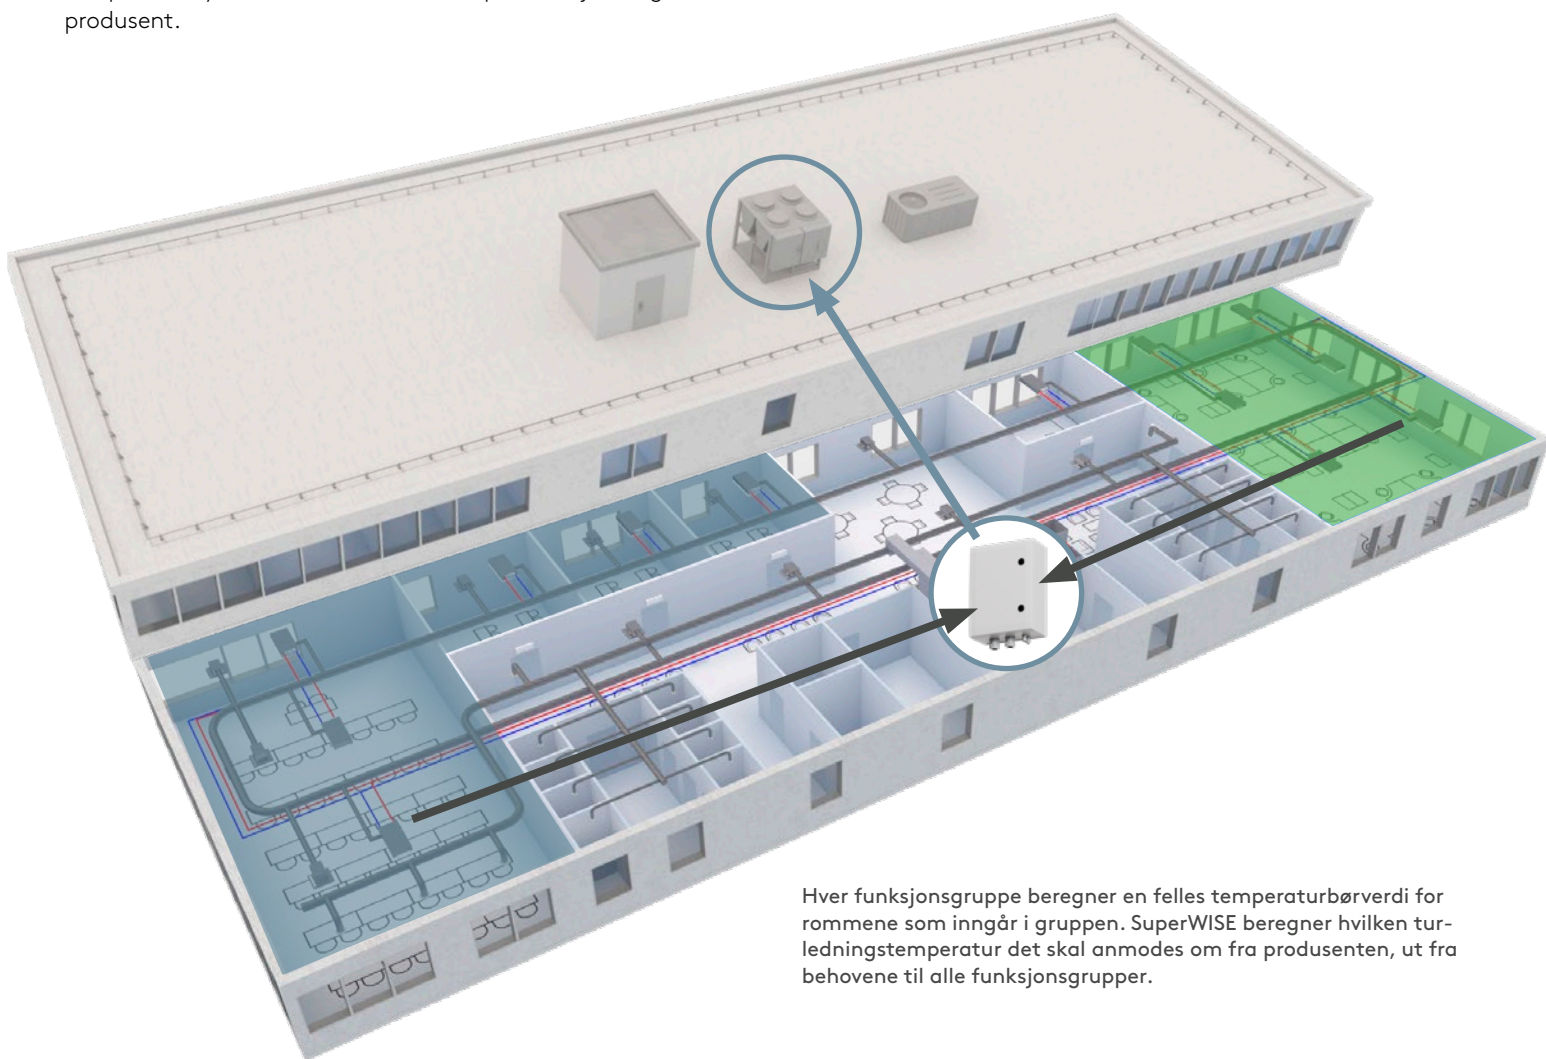 produsent.
Hver funksjonsgruppe beregner en felles temperaturbørverdi for
rommene som inngår i gruppen. SuperWISE beregner hvilken tur-
ledningstemperatur det skal anmodes om fra produsenten, ut fra
behovene til alle funksjonsgrupper.